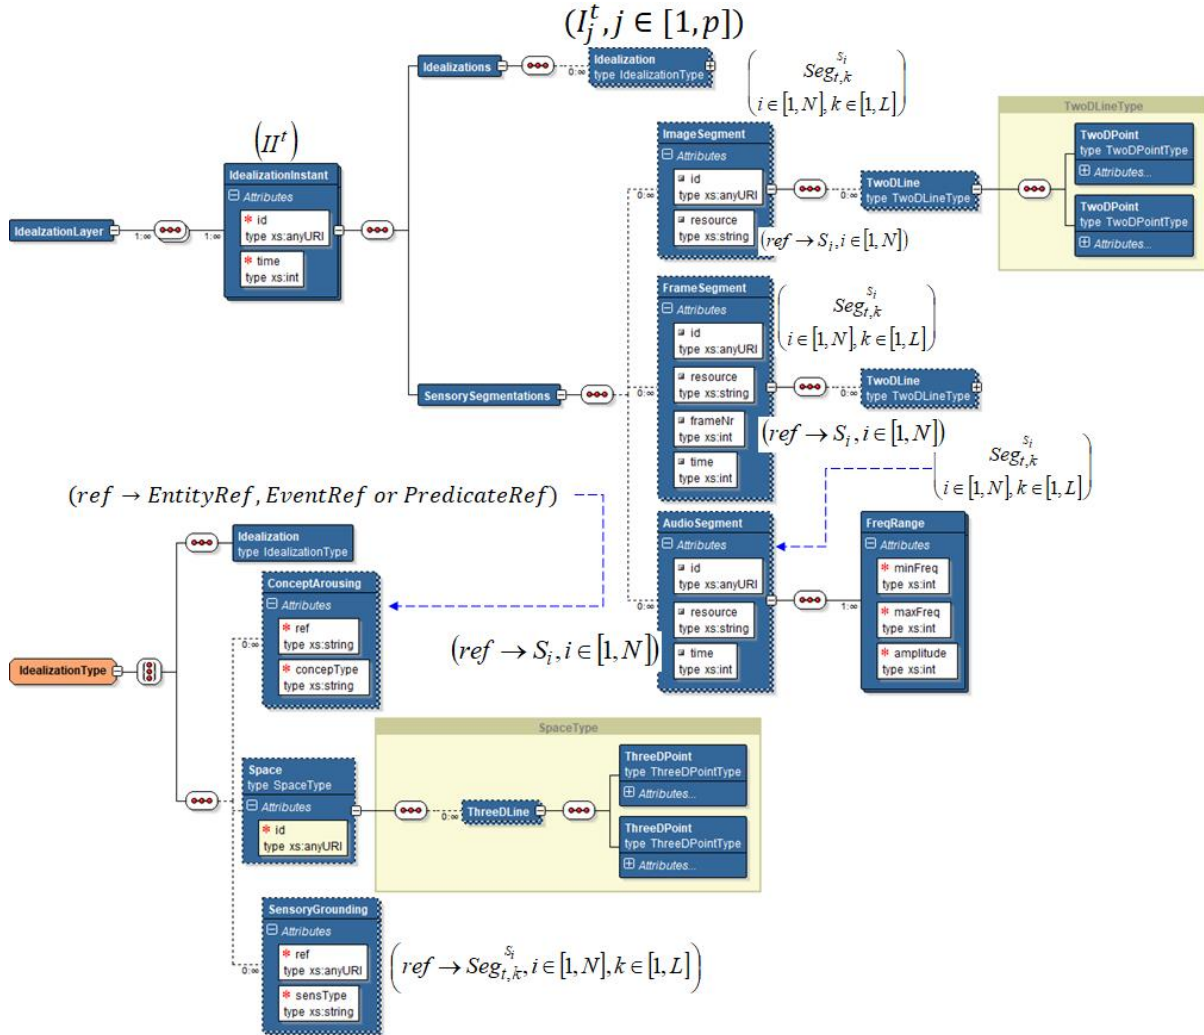 (I_j^t, j ∈ [1, p])
Idealizations
0:∞
Idealization
type IdealizationType
(Seg_{t,k}^{S_i}
i ∈ [1, N], k ∈ [1, L])
(II^t)
IdealzationLayer
1:∞
1:∞
IdealizationInstant
Attributes
* id
type xs:anyURI
* time
type xs:int
0:∞
ImageSegment
Attributes
id
type xs:anyURI
resource
type xs:string
(ref → S_i, i ∈ [1, N])
0:∞
TwoDLine
type TwoDLineType
TwoDLineType
TwoDPoint
type TwoDPointType
Attributes...
TwoDPoint
type TwoDPointType
Attributes...
SensorySegmentations
0:∞
FrameSegment
Attributes
id
type xs:anyURI
resource
type xs:string
frameNr
type xs:int
time
type xs:int
(Seg_{t,k}^{S_i}
i ∈ [1, N], k ∈ [1, L])
0:∞
TwoDLine
type TwoDLineType
(ref → S_i, i ∈ [1, N])
(Seg_{t,k}^{S_i}
i ∈ [1, N], k ∈ [1, L])
0:∞
AudioSegment
Attributes
id
type xs:anyURI
resource
type xs:string
time
type xs:int
1:∞
FreqRange
Attributes
* minFreq
type xs:int
* maxFreq
type xs:int
* amplitude
type xs:int
(ref → S_i, i ∈ [1, N])
(ref → EntityRef, EventRef or PredicateRef)
IdealizationType
Idealization
type IdealizationType
0:∞
ConceptArousing
Attributes
* ref
type xs:string
* concepType
type xs:string
Space
type SpaceType
Attributes
* id
type xs:anyURI
SpaceType
0:∞
ThreeDLine
ThreeDPoint
type ThreeDPointType
Attributes...
ThreeDPoint
type ThreeDPointType
Attributes...
0:∞
SensoryGrounding
Attributes
* ref
type xs:anyURI
* sensType
type xs:string
(ref → Seg_{t,k}^{S_i}, i ∈ [1, N], k ∈ [1, L])